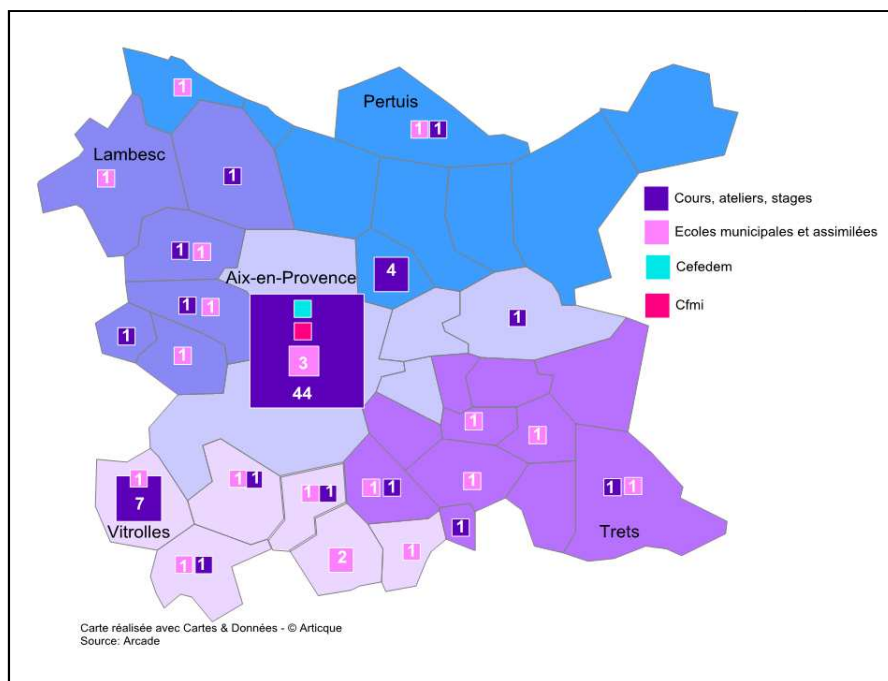 1
Pertuis
1 1
Lambesc
1
1
1 1
Aix-en-Provence
4
1 1
1
1
1
3
44
1
1
1
1 1
1 1
1 1
1
1 1
1
7
Vitrolles
1
Trets
1 1
2
1
Cours, ateliers, stages
Ecoles municipales et assimilées
Cefedem
Cfmi
Carte réalisée avec Cartes & Données - © Articque
Source: Arcade